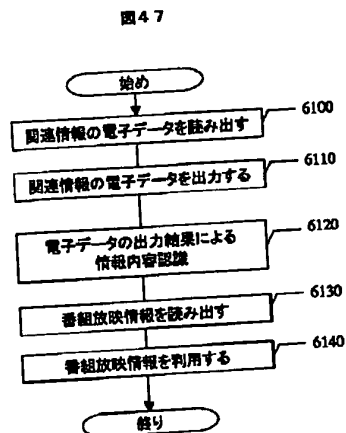 図47
始め
関連情報の電子データを読み出す
6100
関連情報の電子データを出力する
6110
電子データの出力結果による
情報内容認識
6120
番組放映情報を読み出す
6130
番組放映情報を利用する
6140
終り